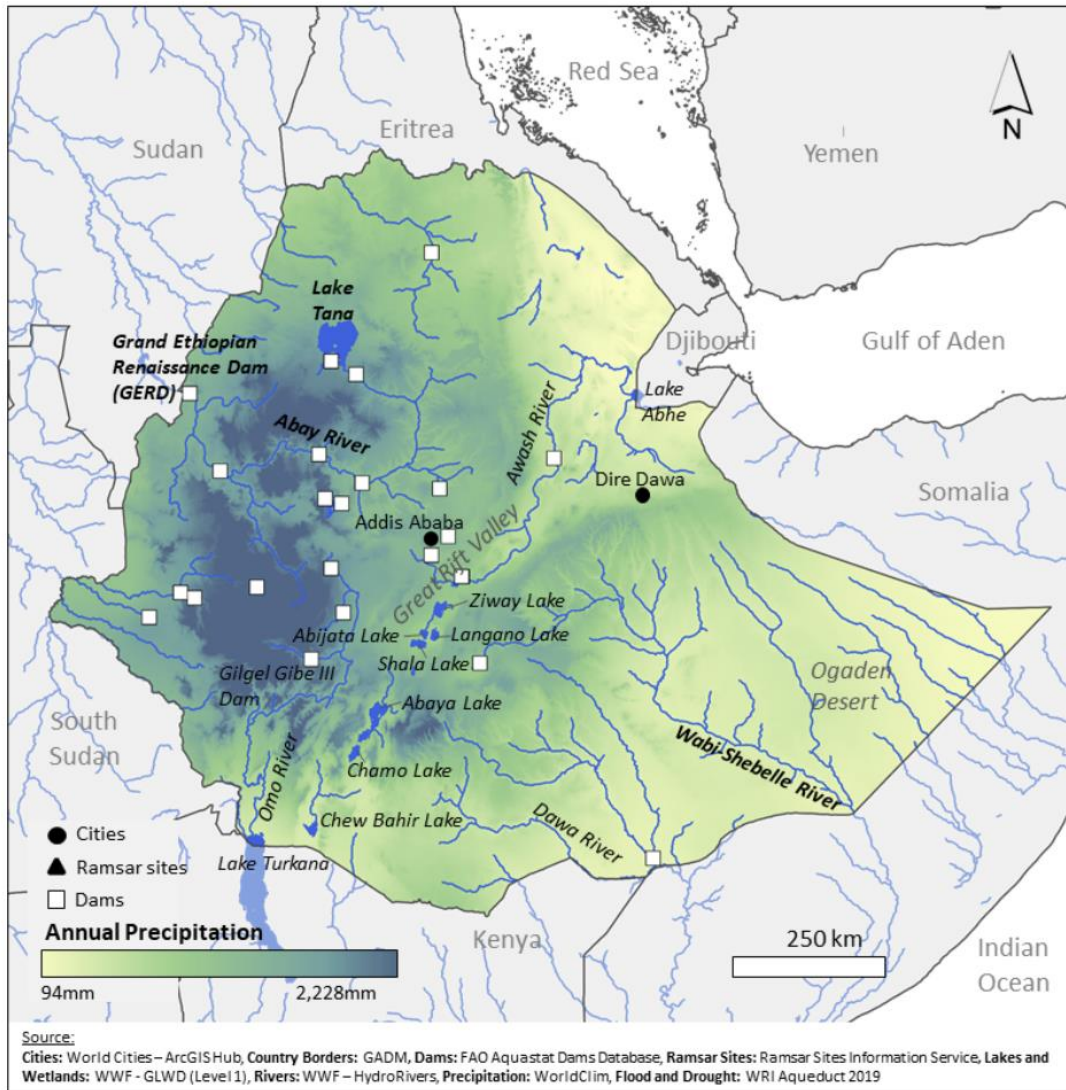 Red Sea
Eritrea
Sudan
Yemen
N
Lake
Tana
Grand Ethiopian
Renaissance Dam
(GERD)
Djibouti
Gulf of Aden
Lake
Abhe
Abay River
Awash River
Dire Dawa
Somalia
Addis Ababa
Great Rift Valley
Ziway Lake
Abijata Lake
Langano Lake
Shala Lake
Gilgel Gibe III
Dam
Ogaden
Desert
Abaya Lake
South
Sudan
Wabi-Shebelle River
Omo River
Chamo Lake
Dawa River
Chew Bahir Lake
Cities
Lake Turkana
Ramsar sites
Dams
Annual Precipitation
94mm
2,228mm
Kenya
250 km
Indian
Ocean
Source:
Cities: World Cities – ArcGIS Hub, Country Borders: GADM, Dams: FAO Aquastat Dams Database, Ramsar Sites: Ramsar Sites Information Service, Lakes and
Wetlands: WWF - GLWD (Level 1), Rivers: WWF – HydroRivers, Precipitation: WorldClim, Flood and Drought: WRI Aqueduct 2019